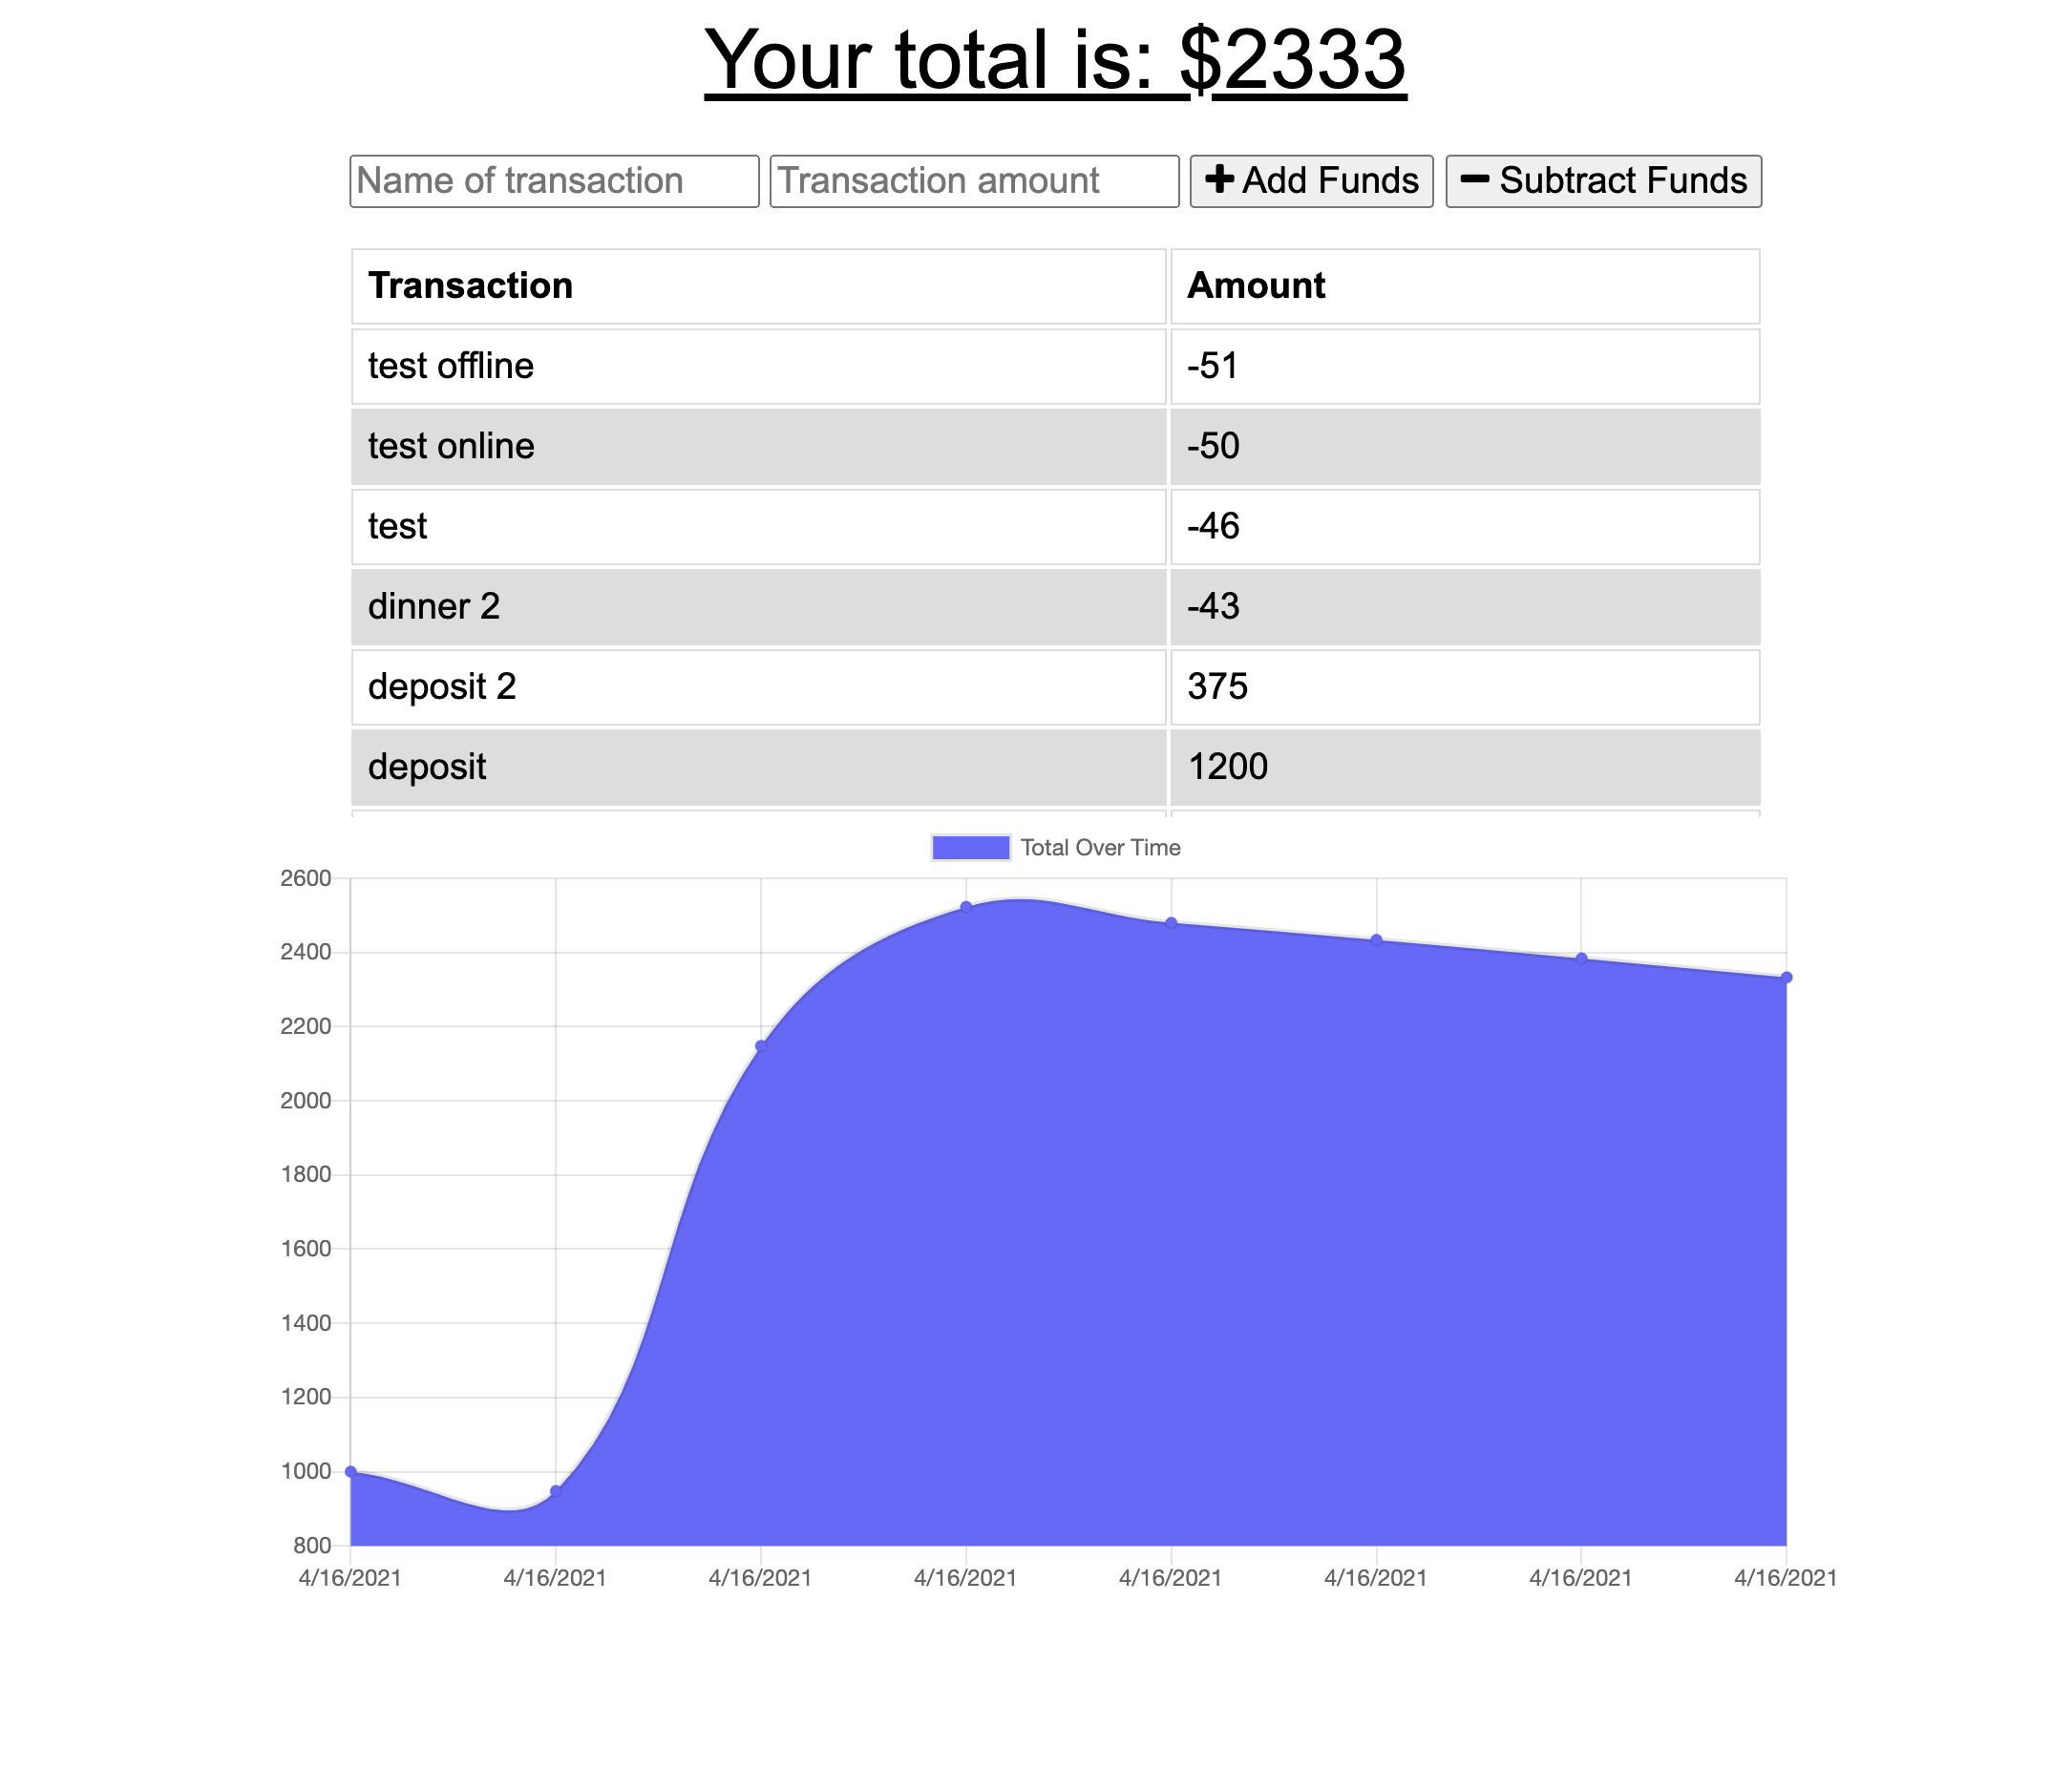 Your total is: $2333
Name of transaction Transaction amount + Add Funds − Subtract Funds
Transaction Amount
test offline -51
test online -50
test -46
dinner 2 -43
deposit 2 375
deposit 1200
Total Over Time
2600
2400
2200
2000
1800
1600
1400
1200
1000
800
4/16/2021 4/16/2021 4/16/2021 4/16/2021 4/16/2021 4/16/2021 4/16/2021 4/16/2021